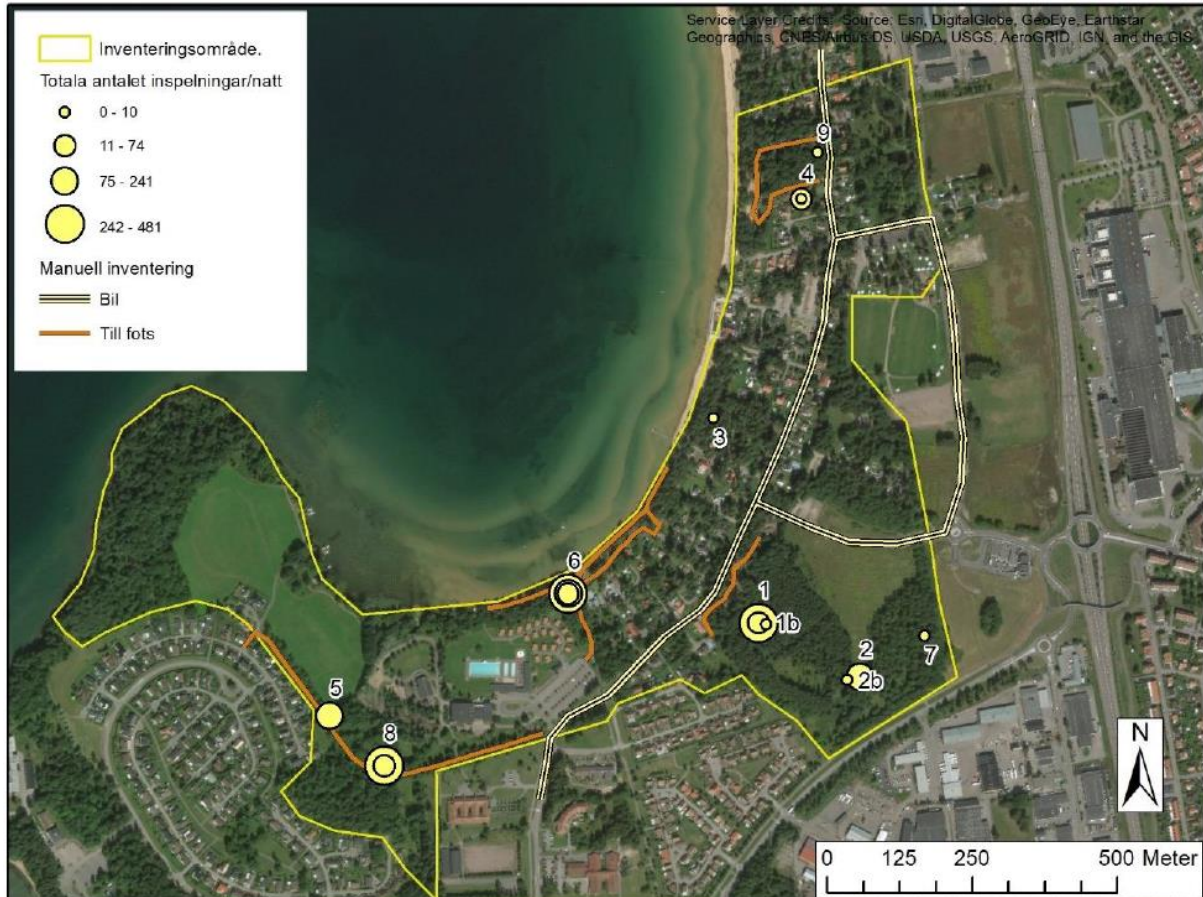 Service Layer Credits: Source: Esri, DigitalGlobe, GeoEye, Earthstar
Geographics, CNES/Airbus DS, USDA, USGS, AeroGRID, IGN, and the GIS
Inventeringsområde.
Totala antalet inspelningar/natt
0 - 10
11 - 74
75 - 241
242 - 481
Manuell inventering
Bil
Till fots
9
4
3
6
1
1b
2
2b
7
5
8
N
0 125 250 500 Meter